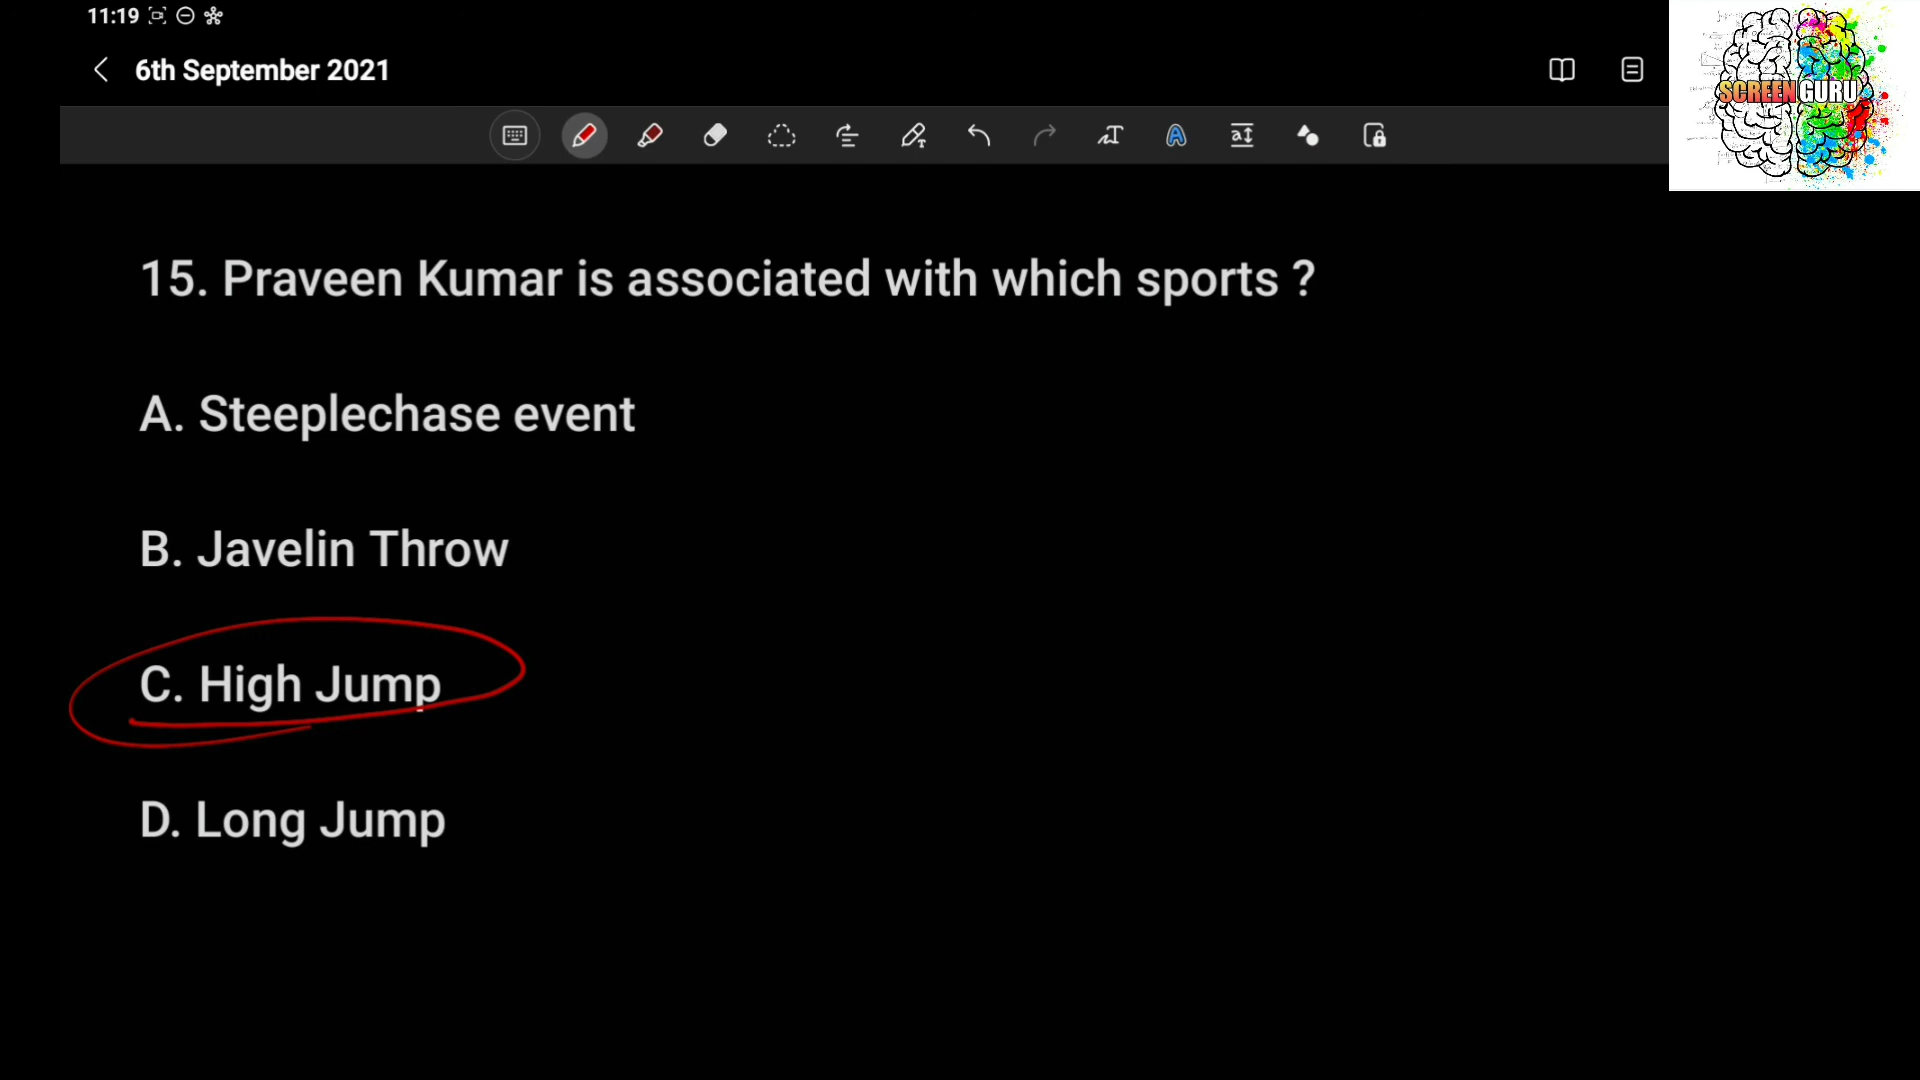 11:19
6th September 2021
SCREEN GURU
15. Praveen Kumar is associated with which sports ?
A. Steeplechase event
B. Javelin Throw
C. High Jump
D. Long Jump